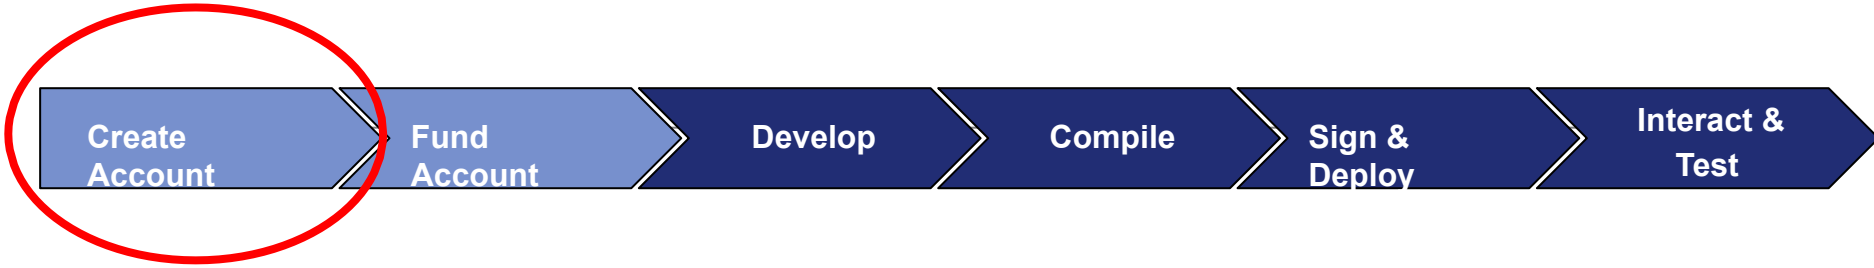 Create
Account
Fund
Account
Develop
Compile
Sign &
Deploy
Interact &
Test